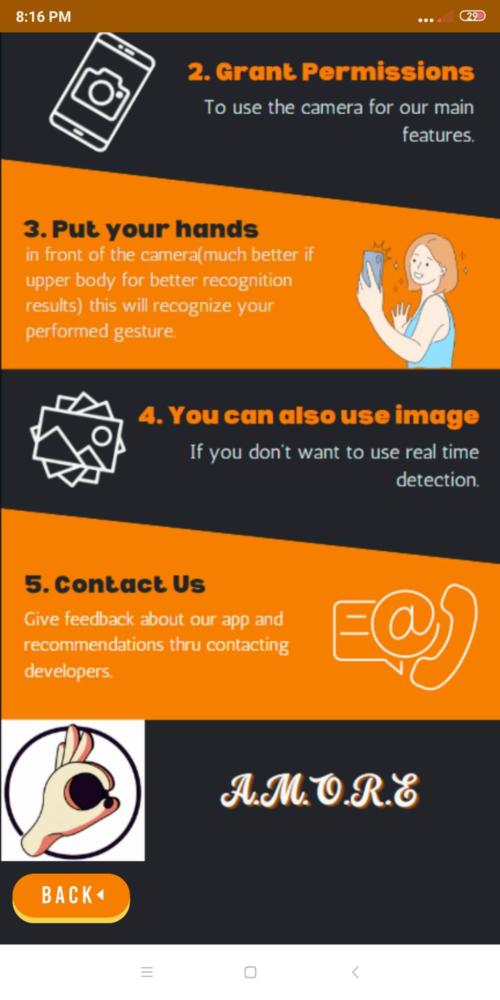 8:16 PM
29
2. Grant Permissions
To use the camera for our main
features.
3. Put your hands
in front of the camera(much better if
upper body for better recognition
results) this will recognize your
performed gesture.
4. You can also use image
If you don't want to use real time
detection.
5. Contact Us
Give feedback about our app and
recommendations thru contacting
developers.
@
A.M.O.R.E
BACK